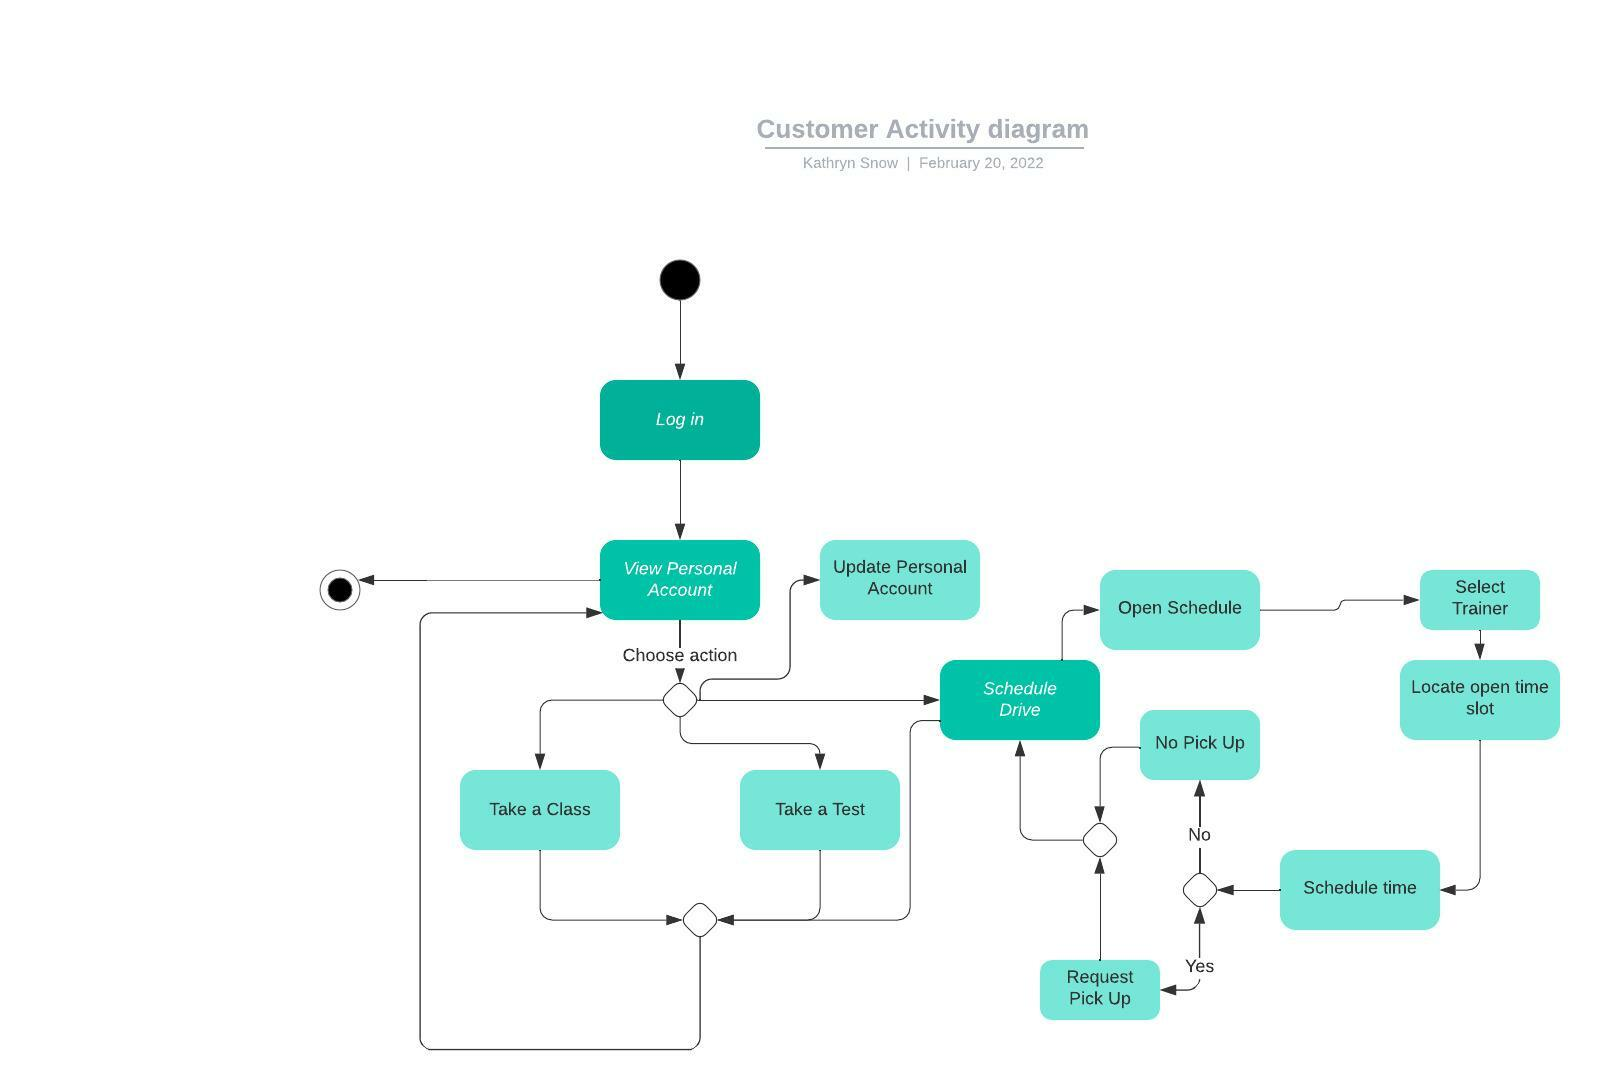 Customer Activity diagram
Kathryn Snow | February 20, 2022
Log in
View Personal
Account
Update Personal
Account
Choose action
Open Schedule
Select
Trainer
Schedule
Drive
Locate open time
slot
No Pick Up
Take a Class
Take a Test
No
Schedule time
Yes
Request
Pick Up